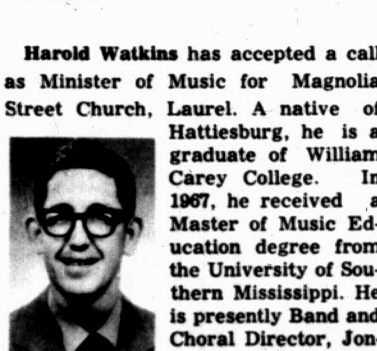 Harold Watkins has accepted a call
as Minister of Music for Magnolia
Street Church, Laurel. A native of
Hattiesburg, he is a
graduate of William
Carey College. In
1967, he received a
Master of Music Ed-
ucation degree from
the University of Sou-
thern Mississippi. He
is presently Band and
Choral Director, Jon-